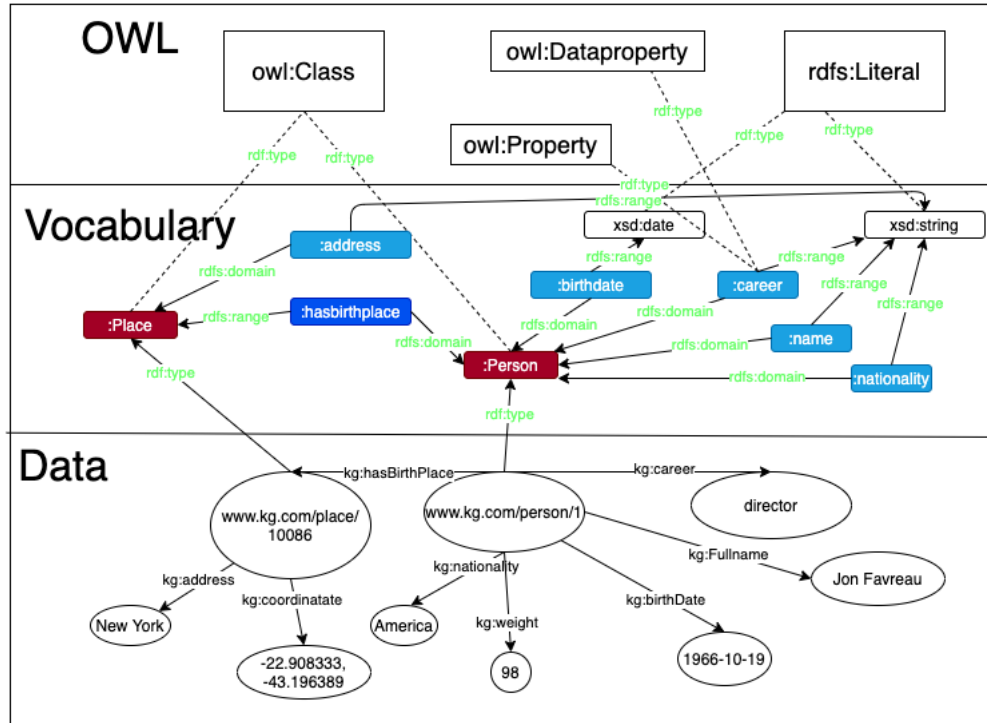 OWL
owl:Class
owl:Dataproperty
rdfs:Literal
owl:Property
rdf:type
rdf:type
rdf:type
rdf:type
rdf:type
rdf:type
Vocabulary
rdfs:range
xsd:date
xsd:string
:address
rdfs:domain
rdfs:range
rdfs:range
:birthdate
:career
rdfs:range
rdfs:range
:Place
rdfs:range
:hasbirthplace
rdfs:domain
rdfs:domain
rdfs:domain
:name
:Person
rdfs:domain
rdfs:domain
:nationality
rdf:type
rdf:type
Data
kg:hasBirthPlace
kg:career
www.kg.com/place/
10086
www.kg.com/person/1
director
kg:Fullname
Jon Favreau
kg:address
kg:coordinatate
kg:nationality
kg:weight
kg:birthDate
New York
America
-22.908333,
-43.196389
98
1966-10-19